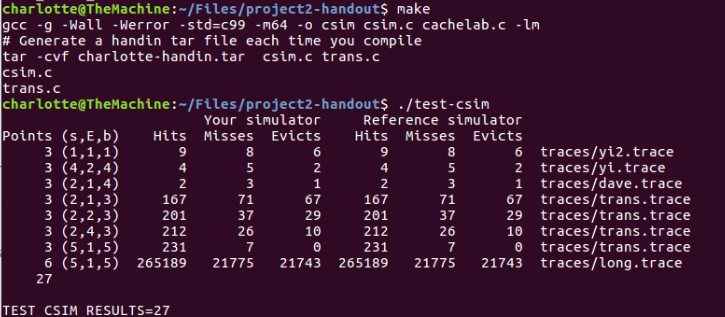 charlotte@TheMachine:~/Files/project2-handout$ make
gcc -g -Wall -Werror -std=c99 -m64 -o csim csim.c cachelab.c -lm
# Generate a handin tar file each time you compile
tar -cvf charlotte-handin.tar  csim.c trans.c
csim.c
trans.c
charlotte@TheMachine:~/Files/project2-handout$ ./test-csim
                        Your simulator     Reference simulator
Points (s,E,b)    Hits  Misses  Evicts    Hits  Misses  Evicts
     3 (1,1,1)       9       8       6       9       8       6  traces/yi2.trace
     3 (4,2,4)       4       5       2       4       5       2  traces/yi.trace
     3 (2,1,4)       2       3       1       2       3       1  traces/dave.trace
     3 (2,1,3)     167      71      67     167      71      67  traces/trans.trace
     3 (2,2,3)     201      37      29     201      37      29  traces/trans.trace
     3 (2,4,3)     212      26      10     212      26      10  traces/trans.trace
     3 (5,1,5)     231       7       0     231       7       0  traces/trans.trace
     6 (5,1,5)  265189   21775   21743  265189   21775   21743  traces/long.trace
    27
TEST_CSIM_RESULTS=27